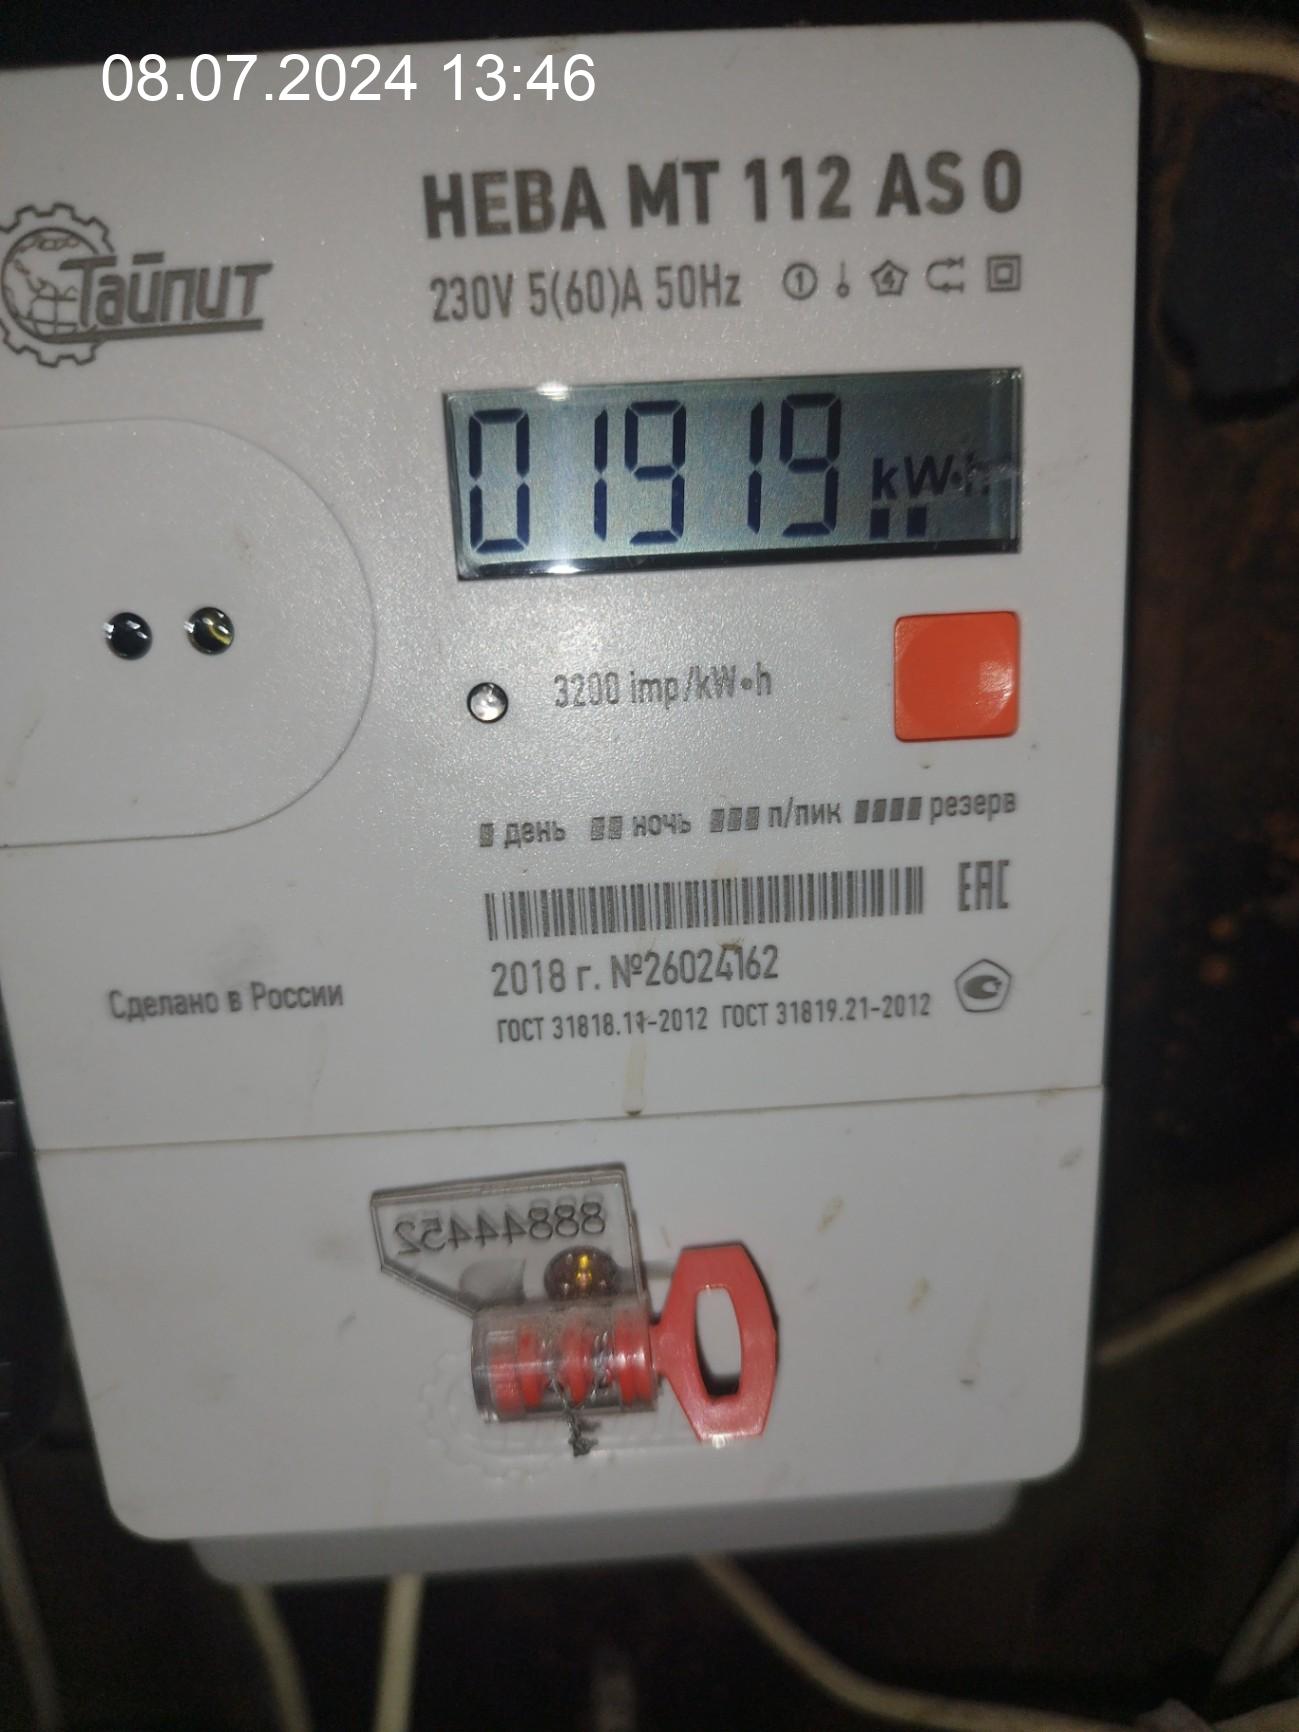 08.07.2024 13:46
Тайпит
НЕВА МТ 112 AS O
230V 5(60)A 50Hz
01919 kW·h
3200 imp/kW•h
день ночь п/пик резерв
EAC
2018 г. №26024162
Сделано в России
ГОСТ 31818.11-2012 ГОСТ 31819.21-2012
88844452